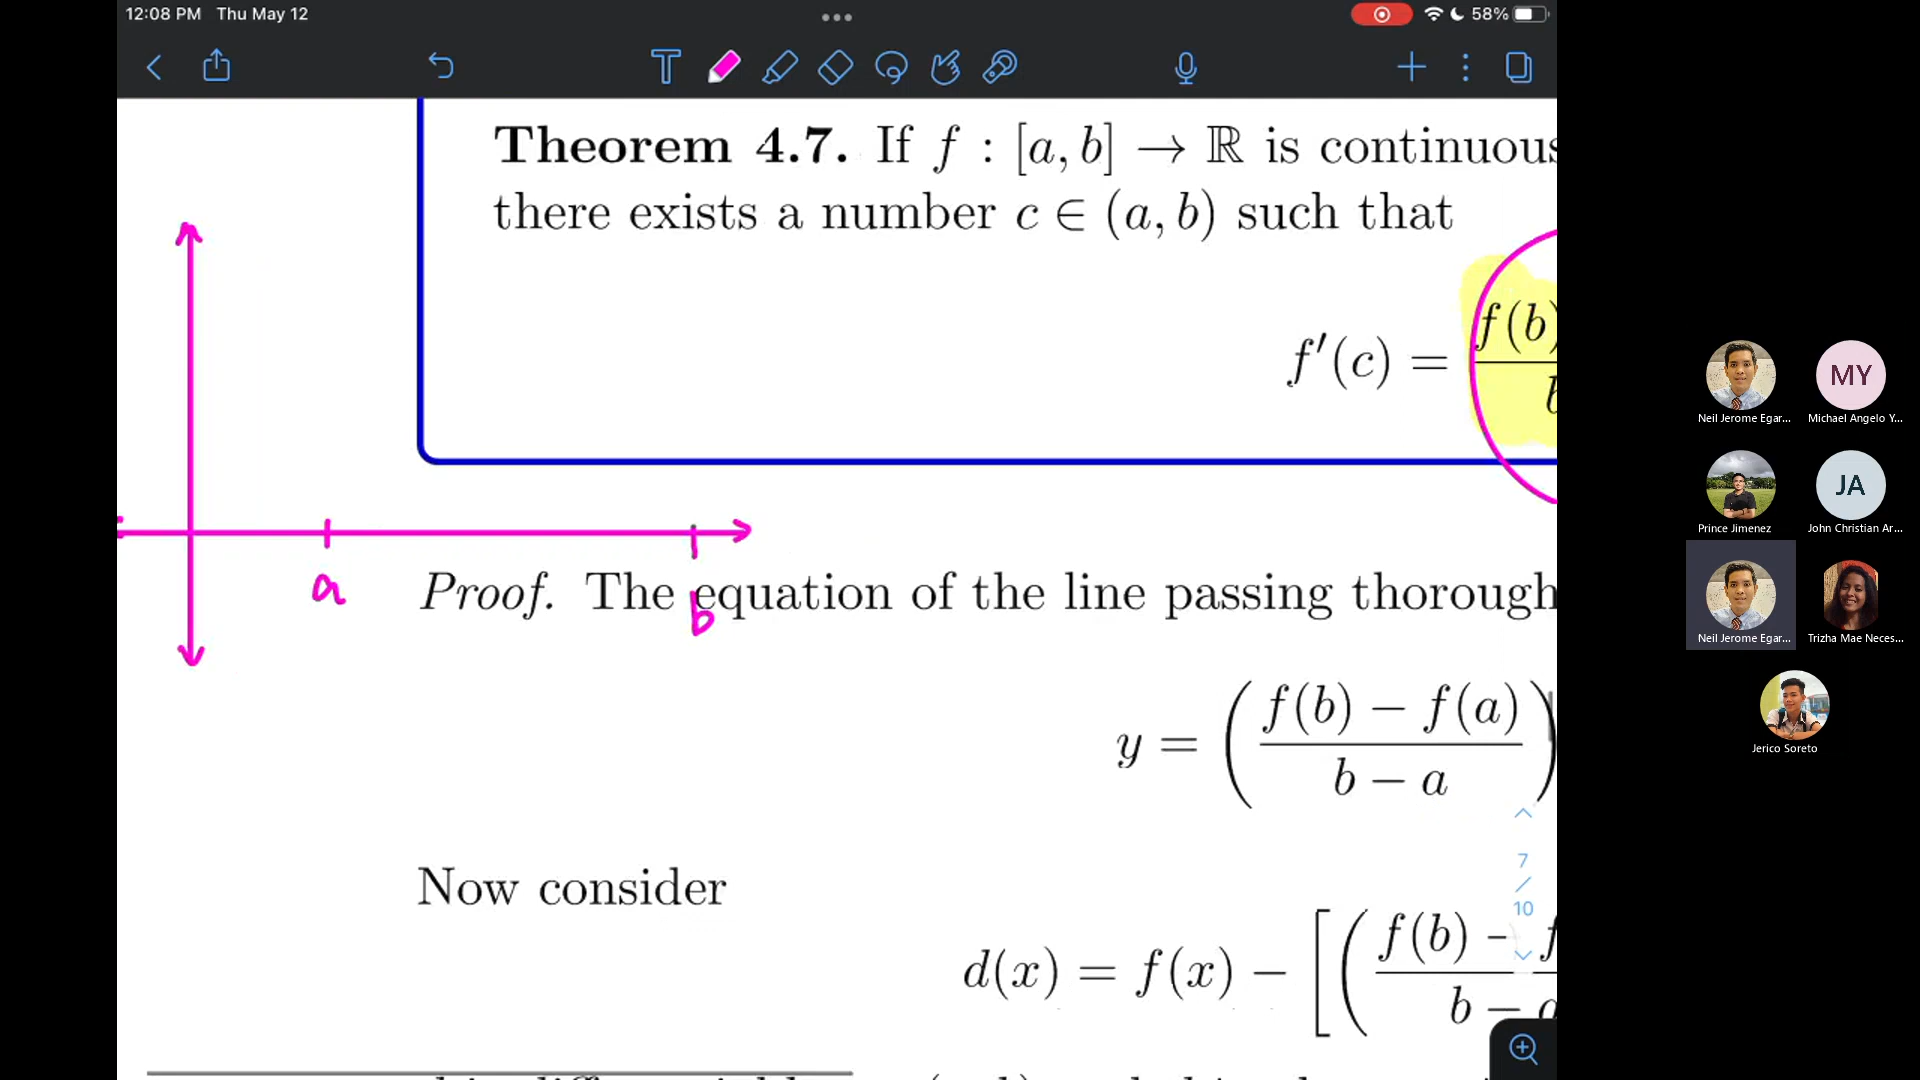 12:08 PM Thu May 12
58%
Theorem 4.7. If f : [a, b] → ℝ is continuous
there exists a number c ∈ (a, b) such that
f′(c) = f(b)
a
b
Proof. The equation of the line passing thorough
y = ( f(b) − f(a) / b − a )
7
/
10
Now consider
d(x) = f(x) − [ ( f(b) − f / b − a
Neil Jerome Egar...
Michael Angelo Y...
MY
Prince Jimenez
John Christian Ar...
JA
Neil Jerome Egar...
Trizha Mae Neces...
Jerico Soreto